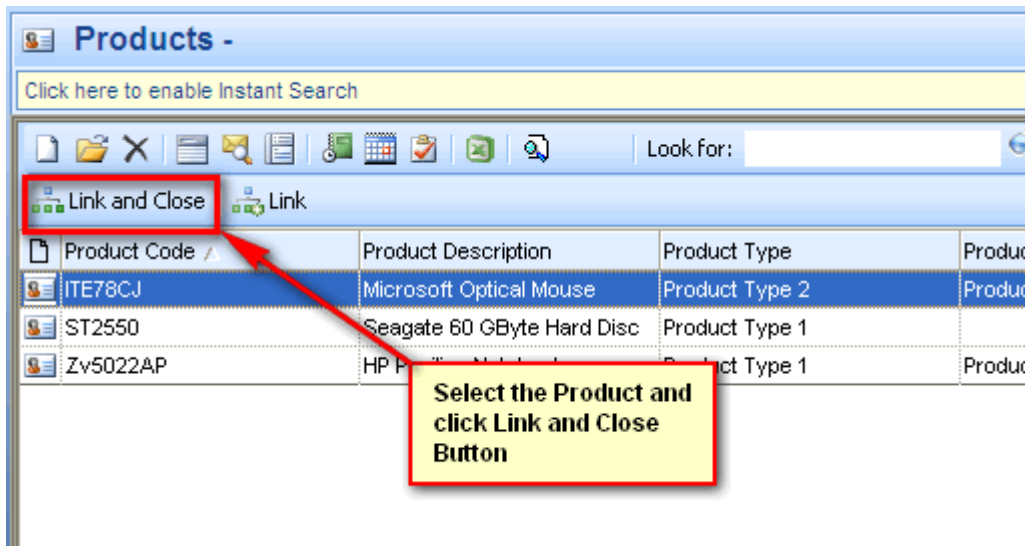 Products -
Click here to enable Instant Search
Look for:
Link and Close Link
Product Code Product Description Product Type
ITE78CJ Microsoft Optical Mouse Product Type 2
ST2550 Seagate 60 GByte Hard Disc Product Type 1
Zv5022AP HP Type 1
Select the Product and
click Link and Close
Button